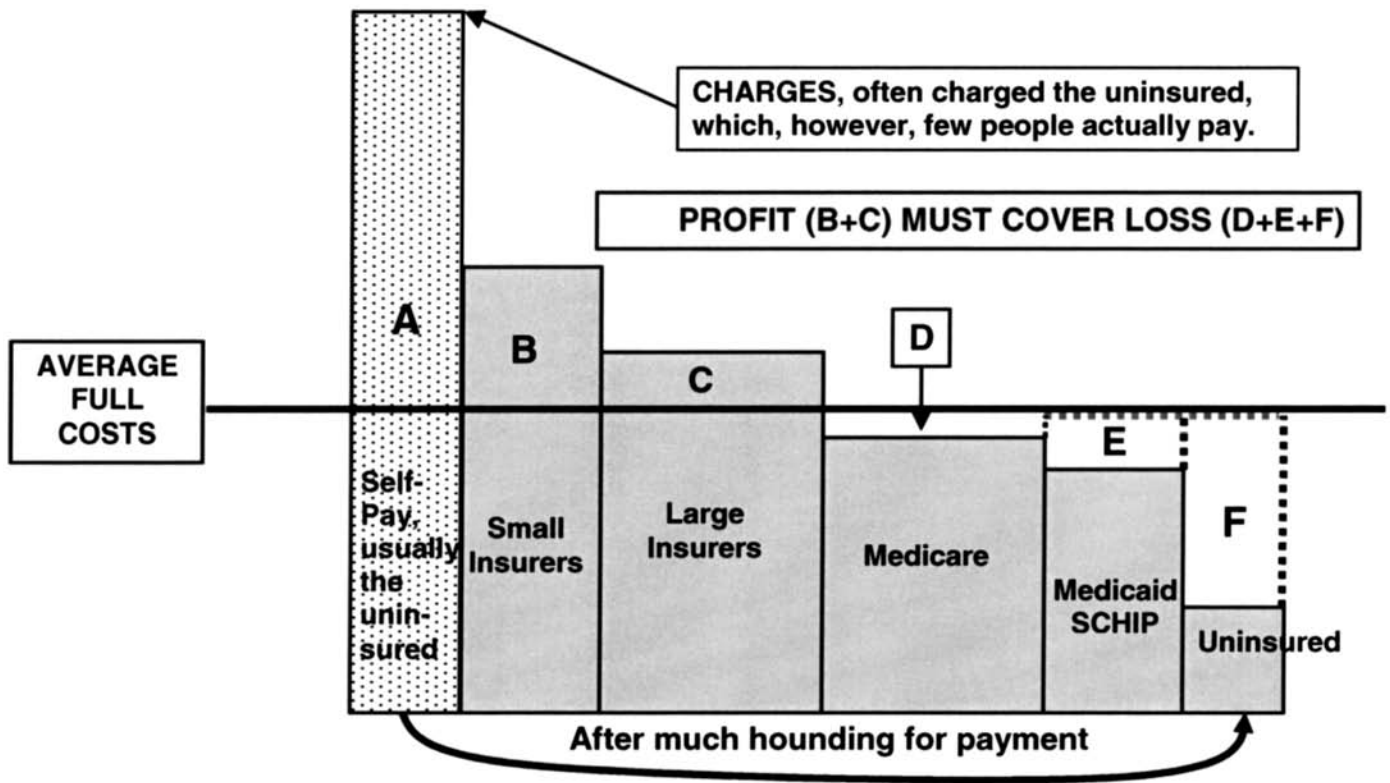 CHARGES, often charged the uninsured,
which, however, few people actually pay.
PROFIT (B+C) MUST COVER LOSS (D+E+F)
A
B
C
D
AVERAGE
FULL
COSTS
E
F
Self-
Pay,
usually
the
unin-
sured
Small
Insurers
Large
Insurers
Medicare
Medicaid
SCHIP
Uninsured
After much hounding for payment